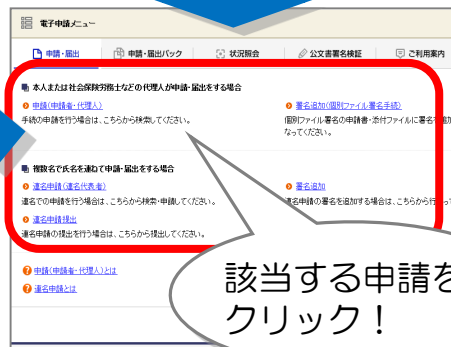 電子申請メニュー
申請・届出
申請・届出パック
状況照会
公文書署名検証
ご利用案内
本人または社会保険労務士などの代理人が申請・届出をする場合
申請(申請者・代理人)
手続の申請を行う場合は、こちらから検索してください。
署名追加(個別ファイル署名手続)
個別ファイル署名の申請書・添付ファイルに署名を追加
なってください。
複数名で氏名を連ねて申請・届出をする場合
連名申請(連名代表者)
連名での申請を行う場合は、こちらから検索・申請してください。
署名追加
連名申請の署名を追加する場合は、こちらから行って
連名申請提出
連名申請の提出を行う場合は、こちらから提出してください。
申請(申請者・代理人)とは
連名申請とは
該当する申請を
クリック！